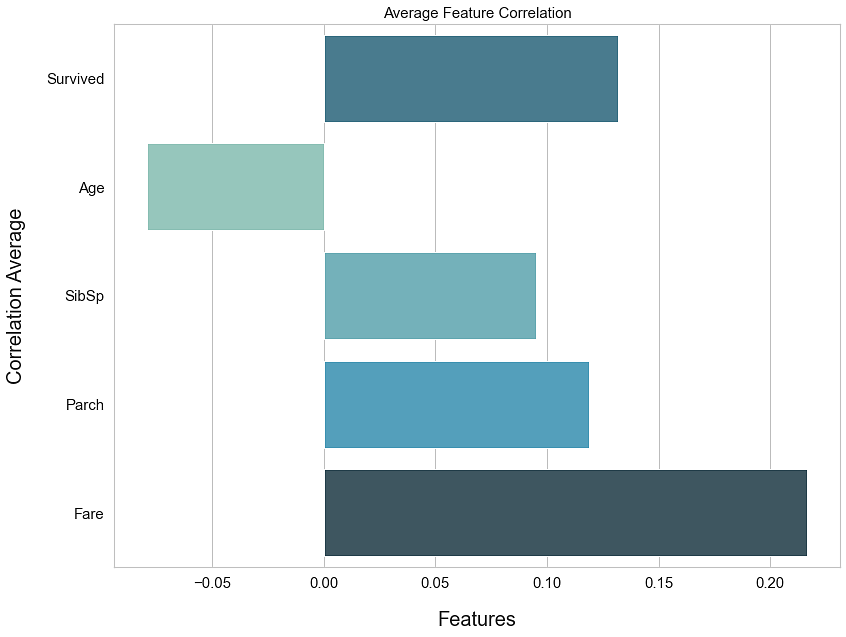 Average Feature Correlation
Correlation Average
Survived
Age
SibSp
Parch
Fare
−0.05 0.00 0.05 0.10 0.15 0.20
Features